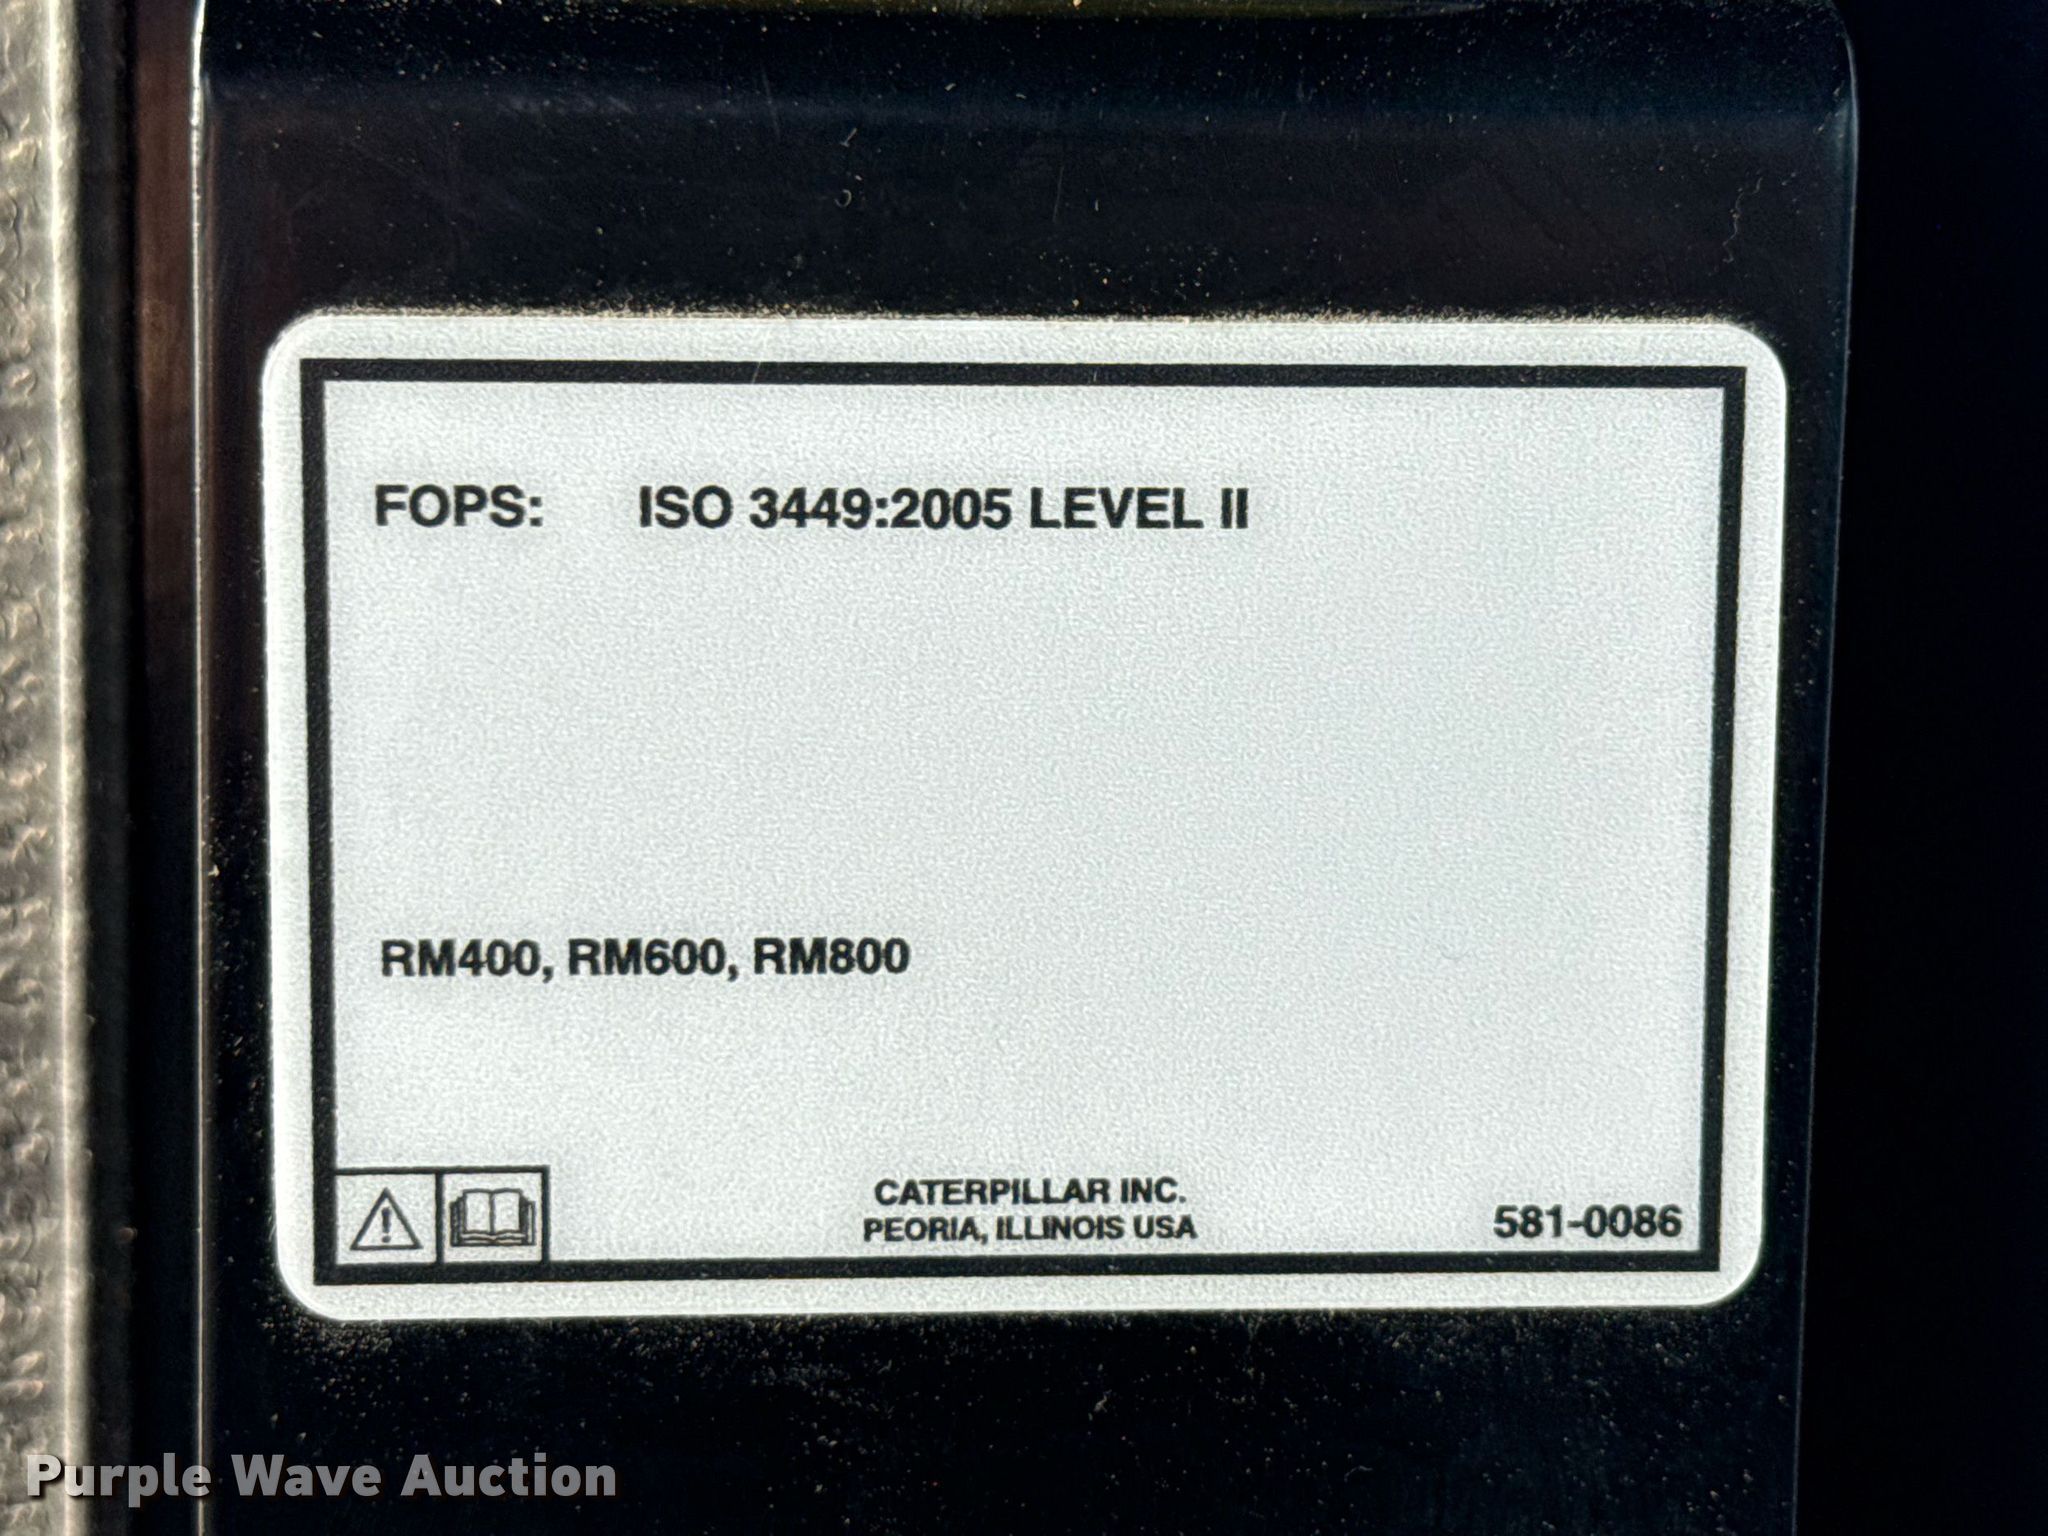 FOPS: ISO 3449:2005 LEVEL II
RM400, RM600, RM800
CATERPILLAR INC.
PEORIA, ILLINOIS USA
581-0086
Purple Wave Auction